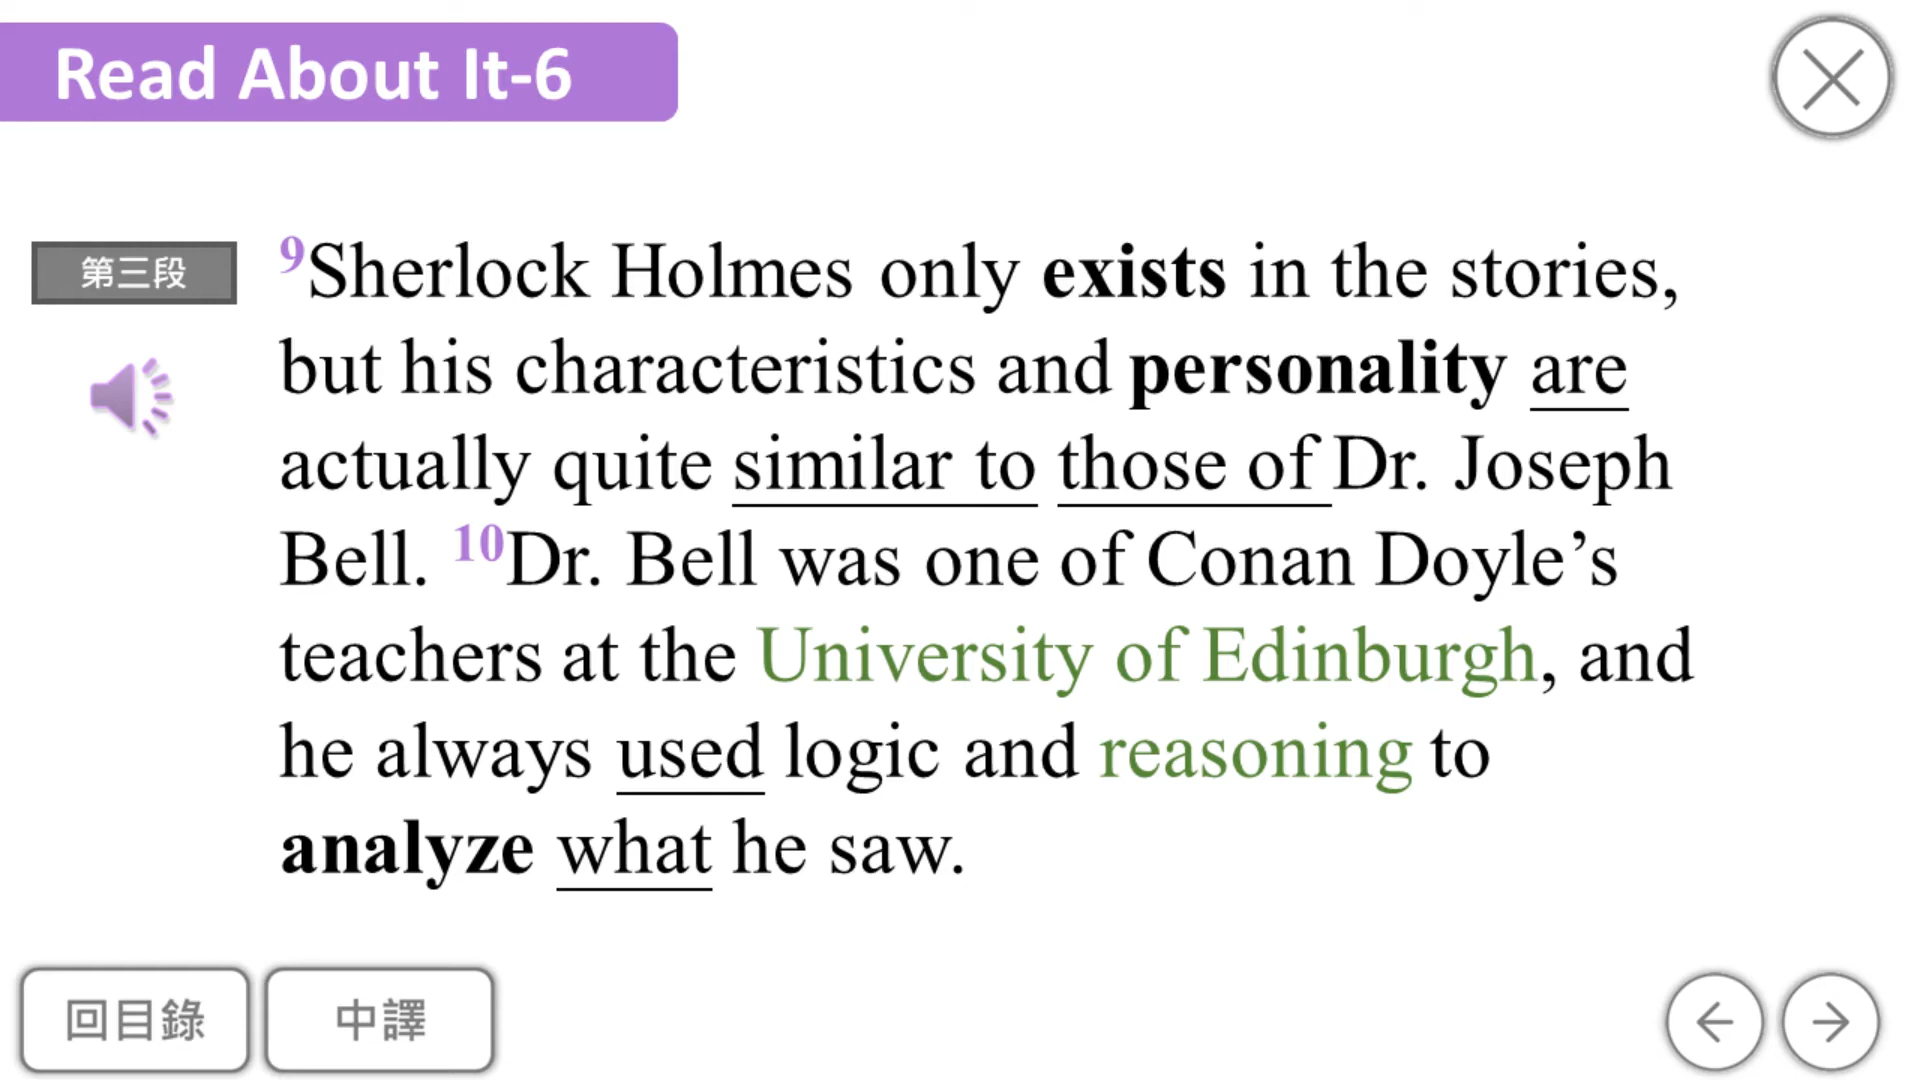 Read About It-6
第三段
9Sherlock Holmes only exists in the stories,
but his characteristics and personality are
actually quite similar to those of Dr. Joseph
Bell. 10Dr. Bell was one of Conan Doyle’s
teachers at the University of Edinburgh, and
he always used logic and reasoning to
analyze what he saw.
回目錄 中譯